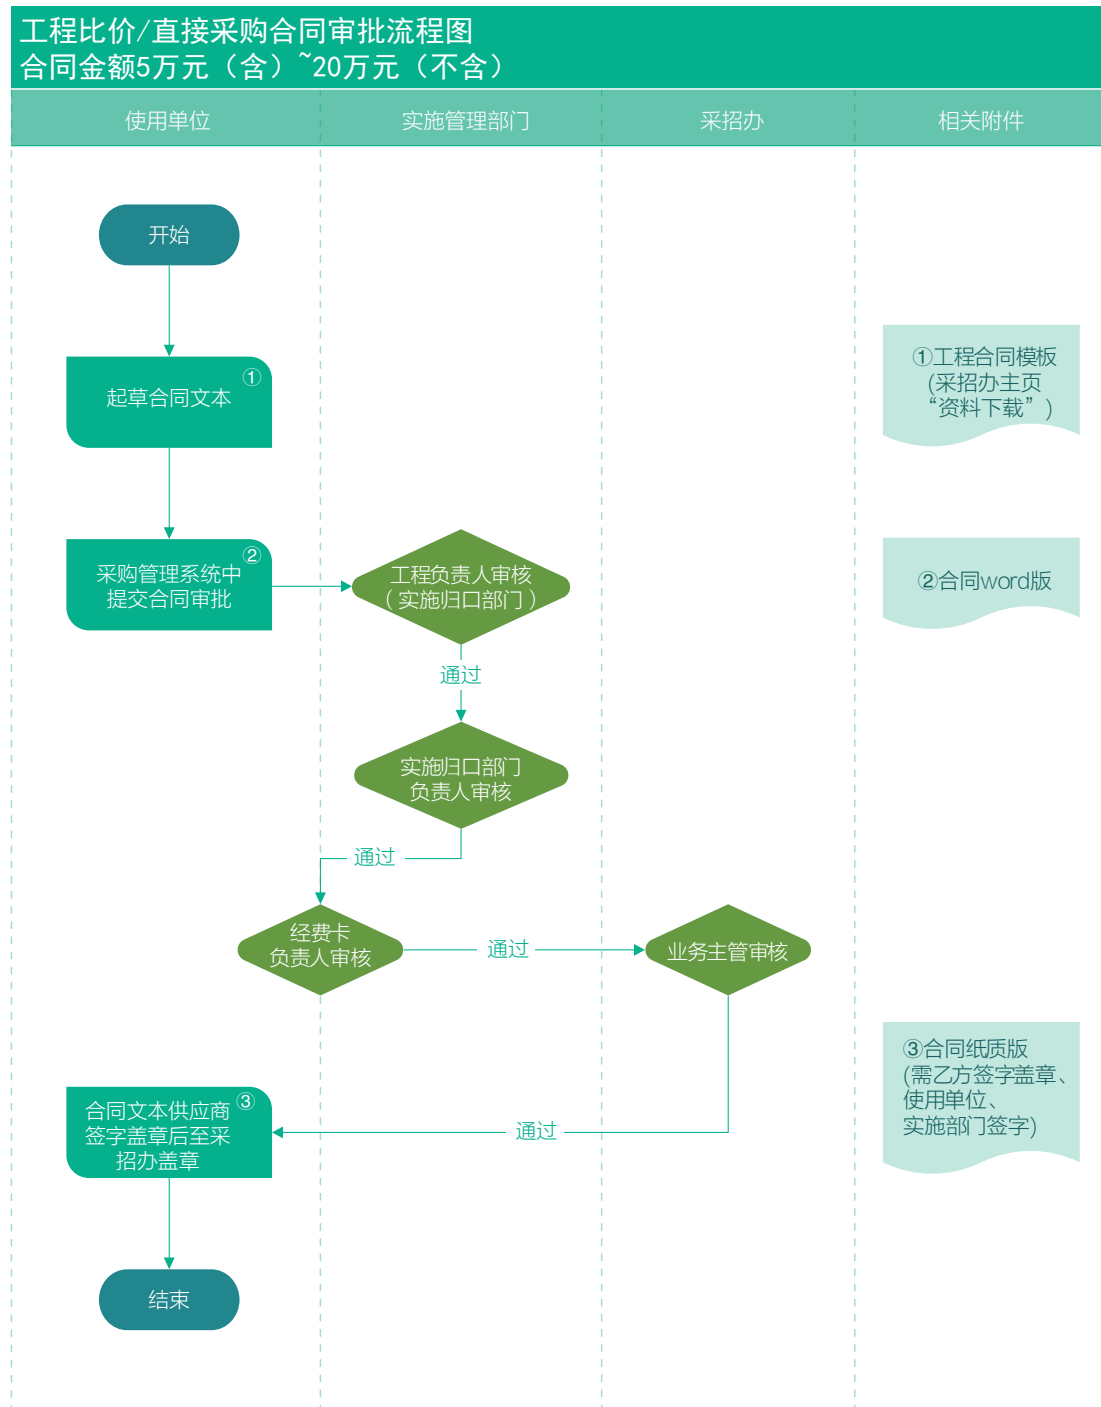 工程比价/直接采购合同审批流程图
合同金额5万元（含）~20万元（不含）
使用单位
实施管理部门
采招办
相关附件
开始
①
起草合同文本
①工程合同模板
(采招办主页
“资料下载”)
②
采购管理系统中
提交合同审批
工程负责人审核
（实施归口部门）
②合同word版
通过
实施归口部门
负责人审核
通过
经费卡
负责人审核
通过
业务主管审核
③合同纸质版
(需乙方签字盖章、
使用单位、
实施部门签字)
③
合同文本供应商
签字盖章后至采
招办盖章
通过
结束